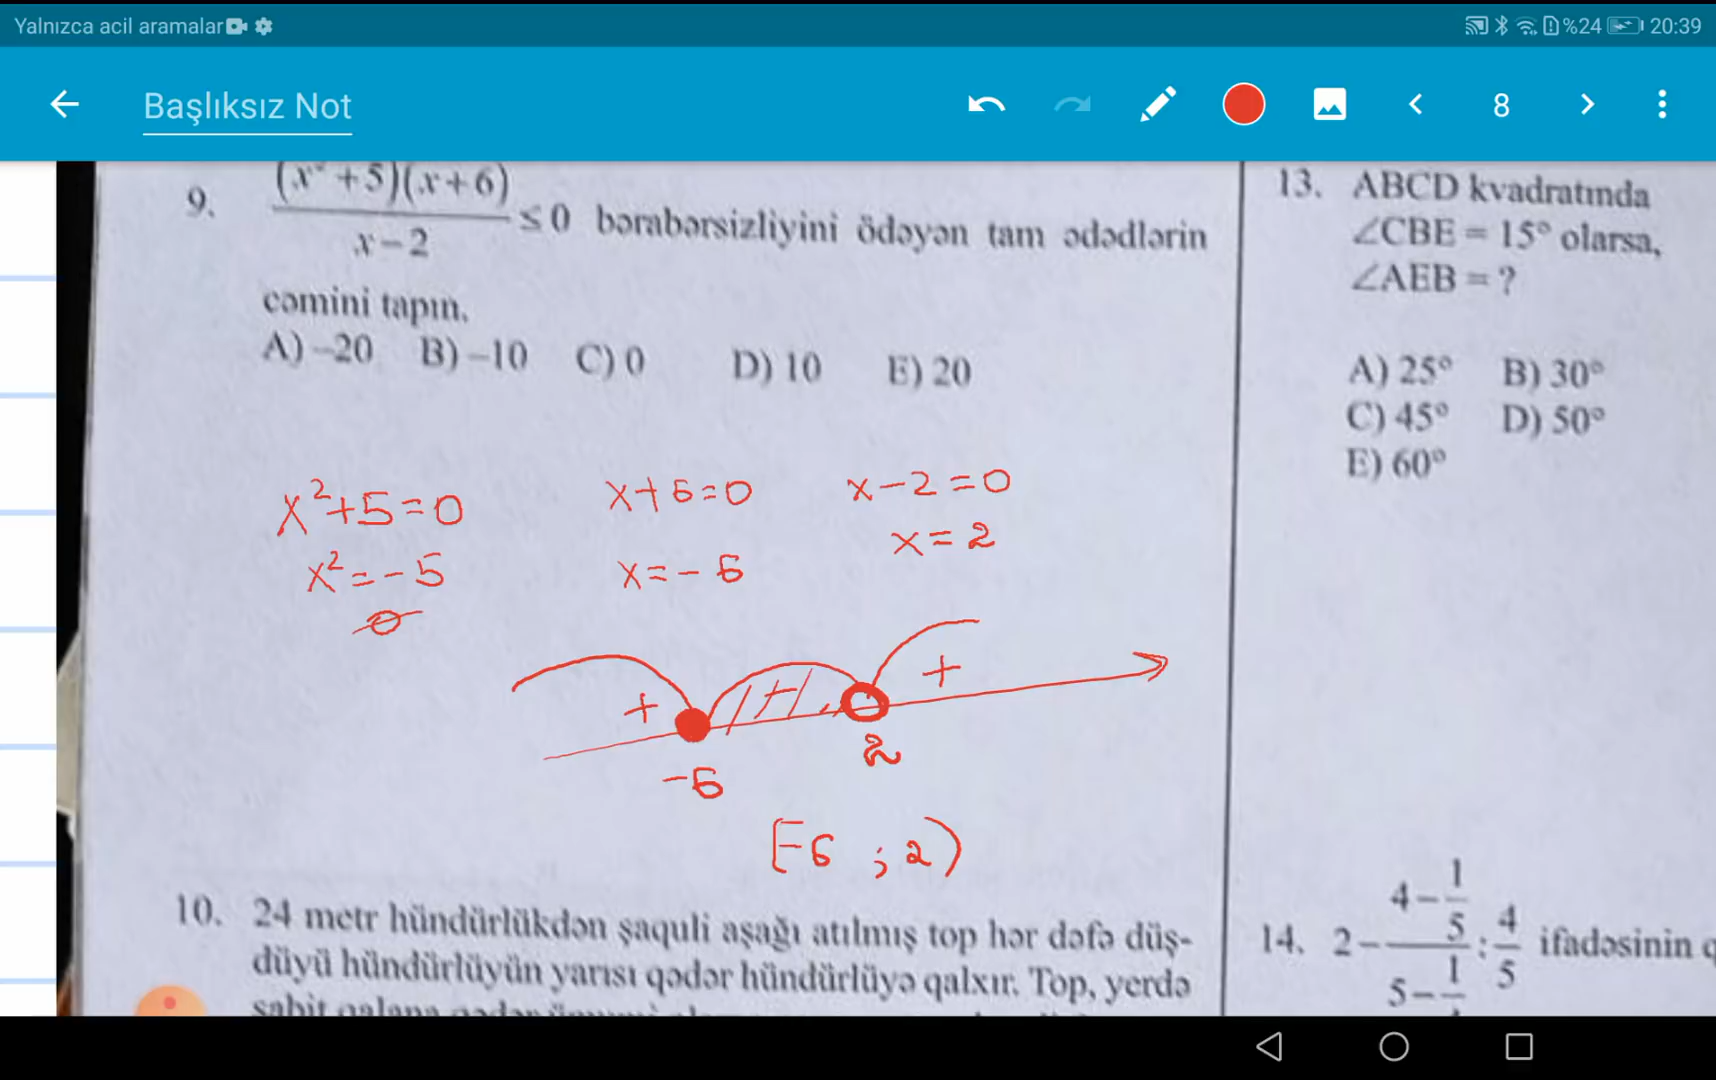 Yalnızca acil aramalar
%24 20:39
Başlıksız Not
8
9. (x² +5)(x+6) / x−2 ≤ 0 bərabərsizliyini ödəyən tam ədədlərin
cəmini tapın.
A) –20 B) –10 C) 0 D) 10 E) 20
x²+5=0 x+6=0 x−2=0
x²=−5 x=−6 x=2
∅
+ − +
−6 2
[−6 ; 2)
10. 24 metr hündürlükdən şaquli aşağı atılmış top hər dəfə düş-
düyü hündürlüyün yarısı qədər hündürlüyə qalxır. Top, yerdə
sabit qalana qədər
13. ABCD kvadratında
∠CBE = 15° olarsa,
∠AEB = ?
A) 25° B) 30°
C) 45° D) 50°
E) 60°
14. 2 − (4 − 1/5) / (5 − 1/ : 4/5 ifadəsinin q